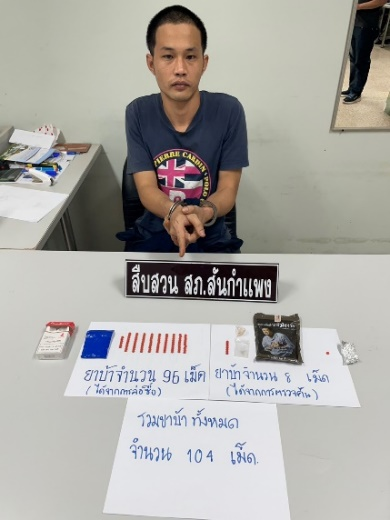 PIERRE CARDIN
สืบสวน สภ.สันกำแพง
ยาบ้าจำนวน 96 เม็ด
(ได้จากการล่อซื้อ)
ยาบ้าจำนวน 8 เม็ด
(ได้จากการตรวจค้น)
รวมยาบ้า ทั้งหมด
จำนวน 104 เม็ด.